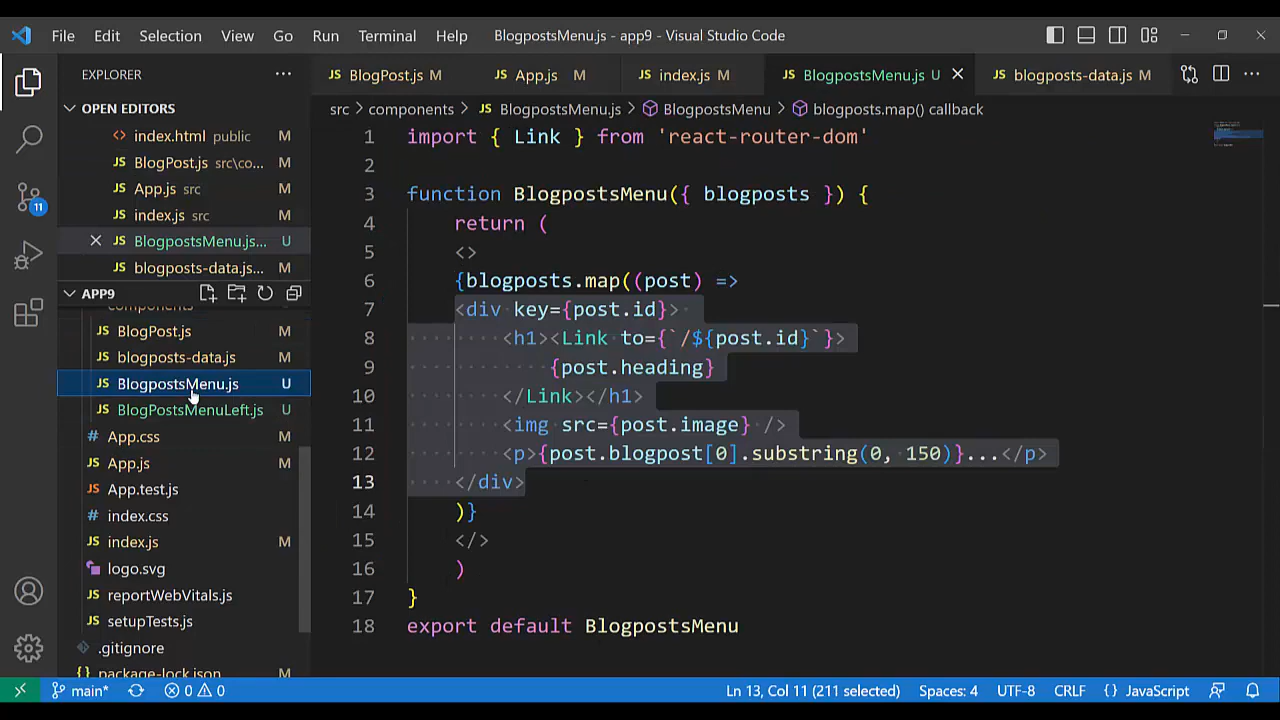 File Edit Selection View Go Run Terminal Help BlogpostsMenu.js - app9 - Visual Studio Code
EXPLORER
OPEN EDITORS
index.html public M
BlogPost.js src\co... M
App.js src M
index.js src M
BlogpostsMenu.js... U
blogposts-data.js... M
APP9
components
BlogPost.js M
blogposts-data.js M
BlogpostsMenu.js U
BlogPostsMenuLeft.js U
App.css M
App.js M
App.test.js
index.css
index.js M
logo.svg
reportWebVitals.js
setupTests.js
.gitignore
package-lock.json M
11
BlogPost.js M App.js M index.js M BlogpostsMenu.js U blogposts-data.js M
src > components > JS BlogpostsMenu.js > BlogpostsMenu > blogposts.map() callback
1 import { Link } from 'react-router-dom'
2
3 function BlogpostsMenu({ blogposts }) {
4 return (
5 <>
6 {blogposts.map((post) =>
7 <div key={post.id}>
8 <h1><Link to={`/${post.id}`}>
9 {post.heading}
10 </Link></h1>
11 <img src={post.image} />
12 <p>{post.blogpost[0].substring(0, 150)}...</p>
13 </div>
14 )}
15 </>
16 )
17 }
18 export default BlogpostsMenu
main* 0 0 Ln 13, Col 11 (211 selected) Spaces: 4 UTF-8 CRLF {} JavaScript